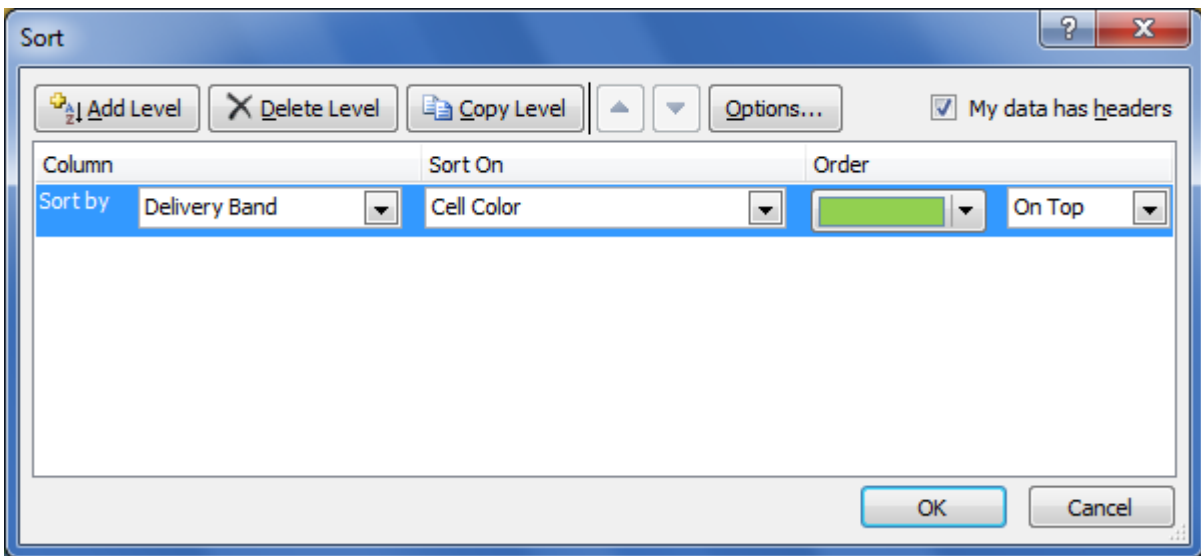 Sort
Add Level Delete Level Copy Level Options... My data has headers
Column Sort On Order
Sort by Delivery Band Cell Color On Top
OK Cancel